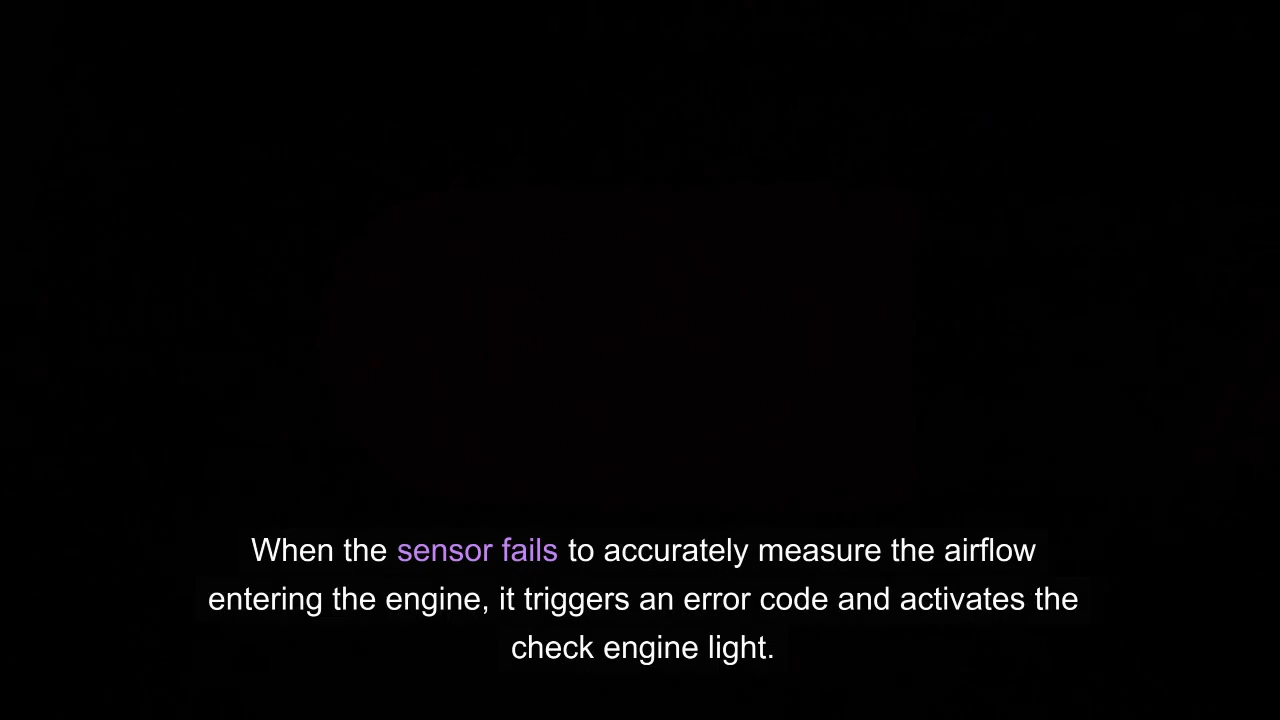 When the sensor fails to accurately measure the airflow
entering the engine, it triggers an error code and activates the
check engine light.